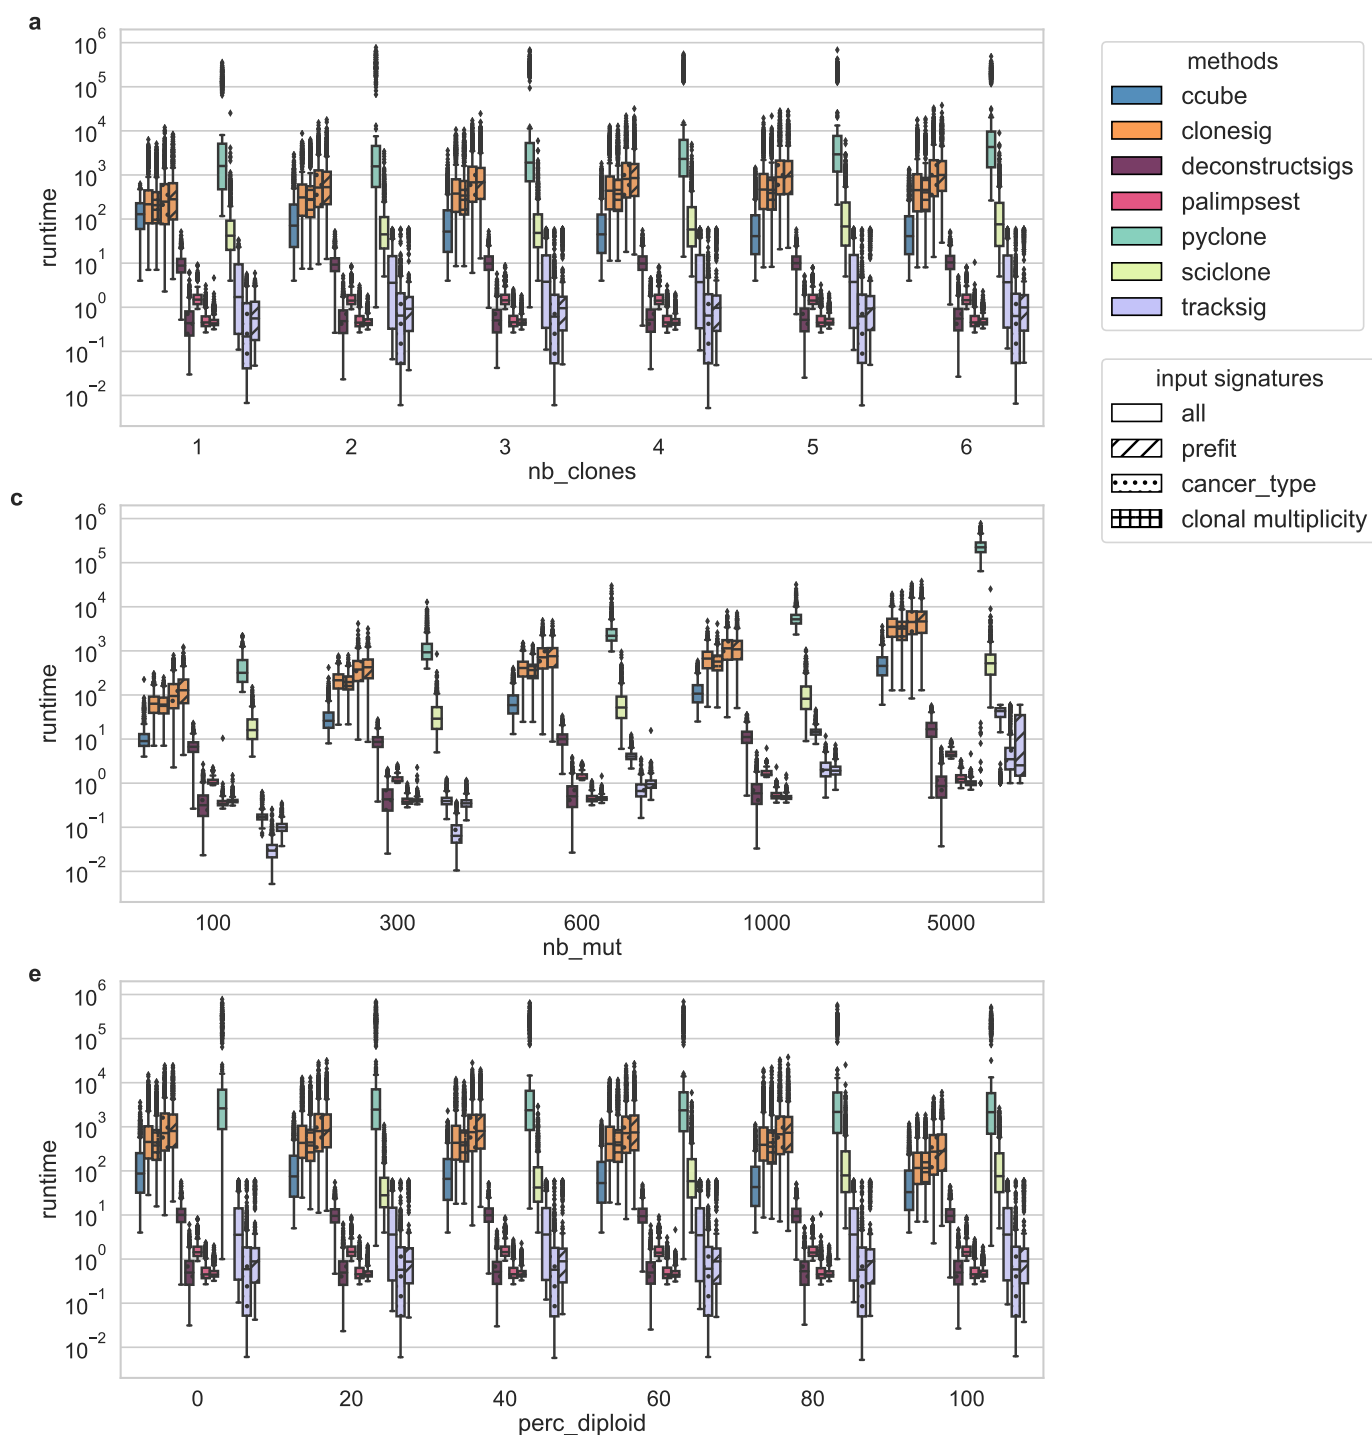 a
10^6
10^5
10^4
10^3
10^2
10^1
10^0
10^-1
10^-2
runtime
1 2 3 4 5 6
nb_clones
methods
ccube
clonesig
deconstructsigs
palimpsest
pyclone
sciclone
tracksig
input signatures
all
prefit
cancer_type
clonal multiplicity
c
10^6
10^5
10^4
10^3
10^2
10^1
10^0
10^-1
10^-2
runtime
100 300 600 1000 5000
nb_mut
e
10^6
10^5
10^4
10^3
10^2
10^1
10^0
10^-1
10^-2
runtime
0 20 40 60 80 100
perc_diploid